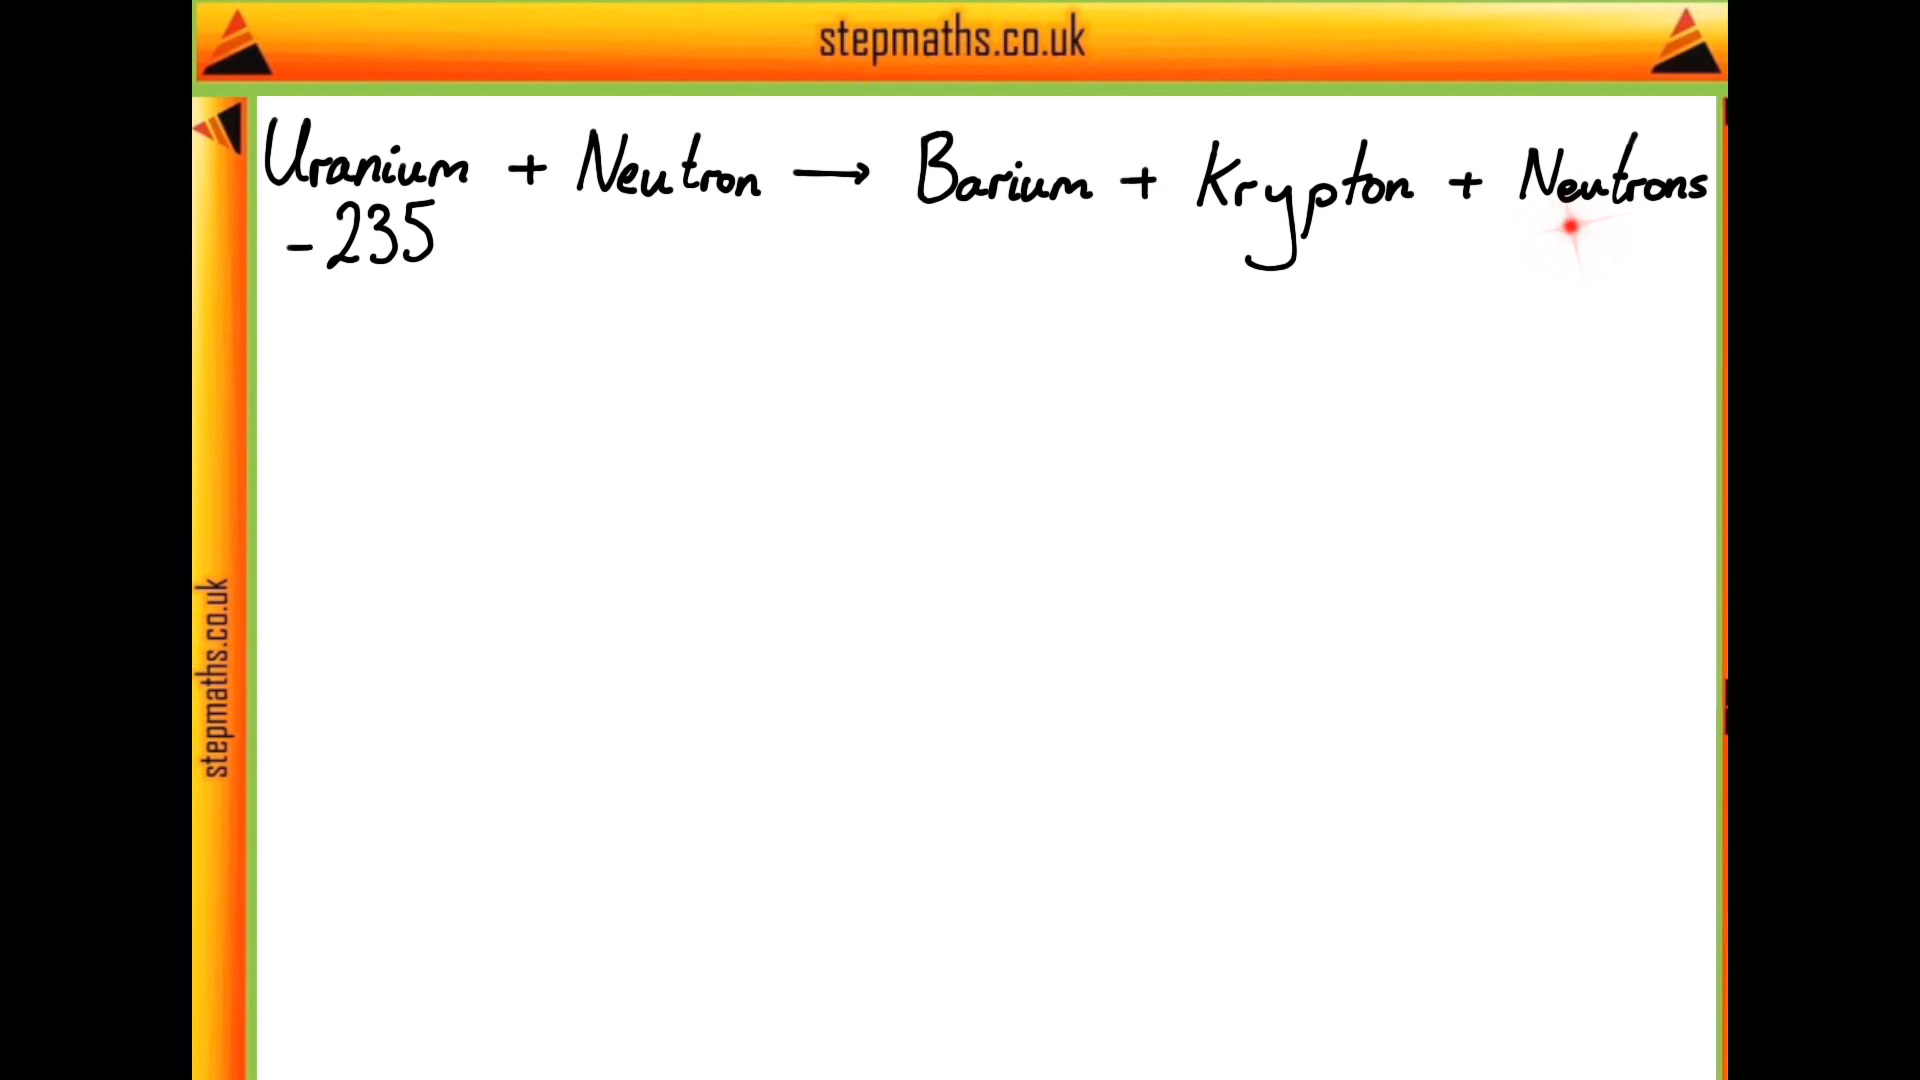 stepmaths.co.uk
Uranium + Neutron → Barium + Krypton + Neutrons
-235
stepmaths.co.uk